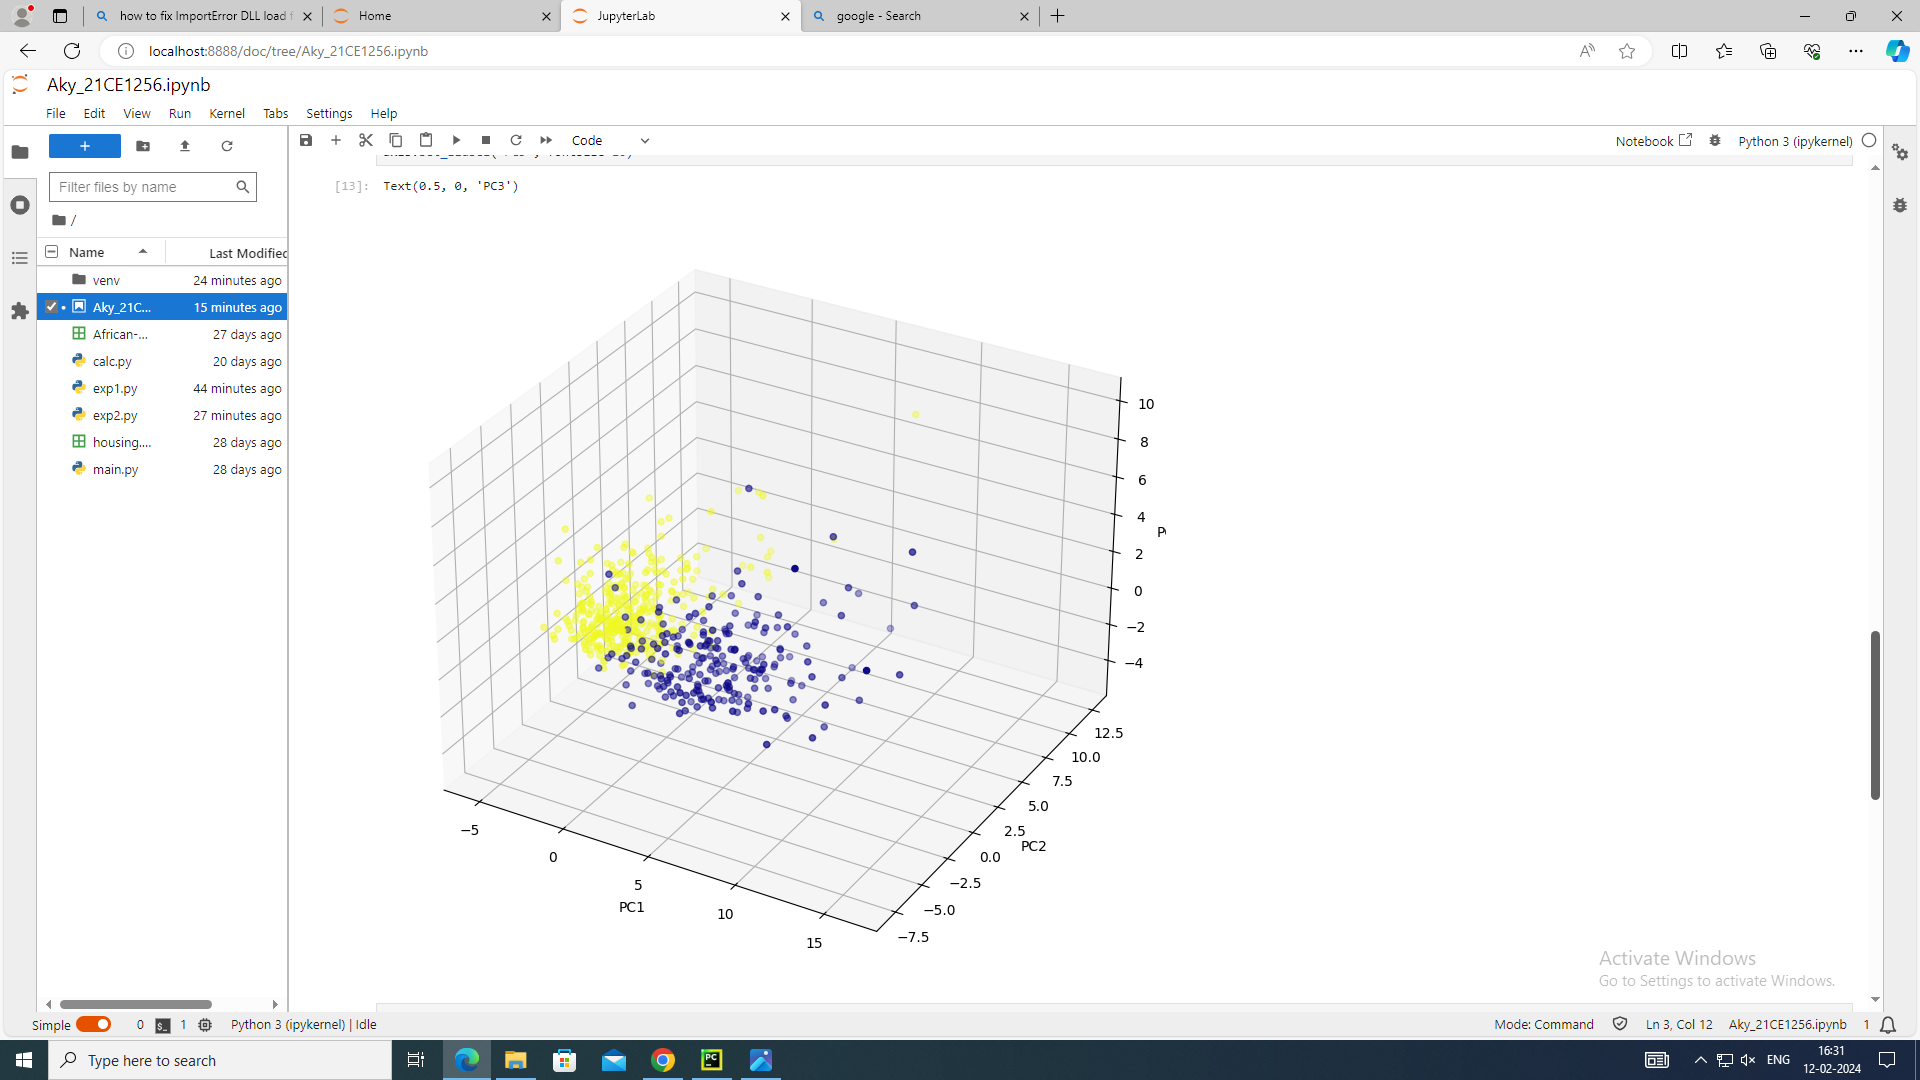 how to fix ImportError DLL load f
Home
JupyterLab
google - Search
localhost:8888/doc/tree/Aky_21CE1256.ipynb
Aky_21CE1256.ipynb
File Edit View Run Kernel Tabs Settings Help
Code
Notebook
Python 3 (ipykernel)
Filter files by name
/
Name Last Modified
venv 24 minutes ago
Aky_21C... 15 minutes ago
African-... 27 days ago
calc.py 20 days ago
exp1.py 44 minutes ago
exp2.py 27 minutes ago
housing.... 28 days ago
main.py 28 days ago
[13]: Text(0.5, 0, 'PC3')
10
8
6
4
2
0
−2
−4
12.5
10.0
7.5
5.0
2.5
0.0
−2.5
−5.0
−7.5
PC2
−5
0
5
10
15
PC1
Activate Windows
Go to Settings to activate Windows.
Simple 0 1 Python 3 (ipykernel) | Idle
Mode: Command Ln 3, Col 12 Aky_21CE1256.ipynb 1
Type here to search
ENG
16:31
12-02-2024